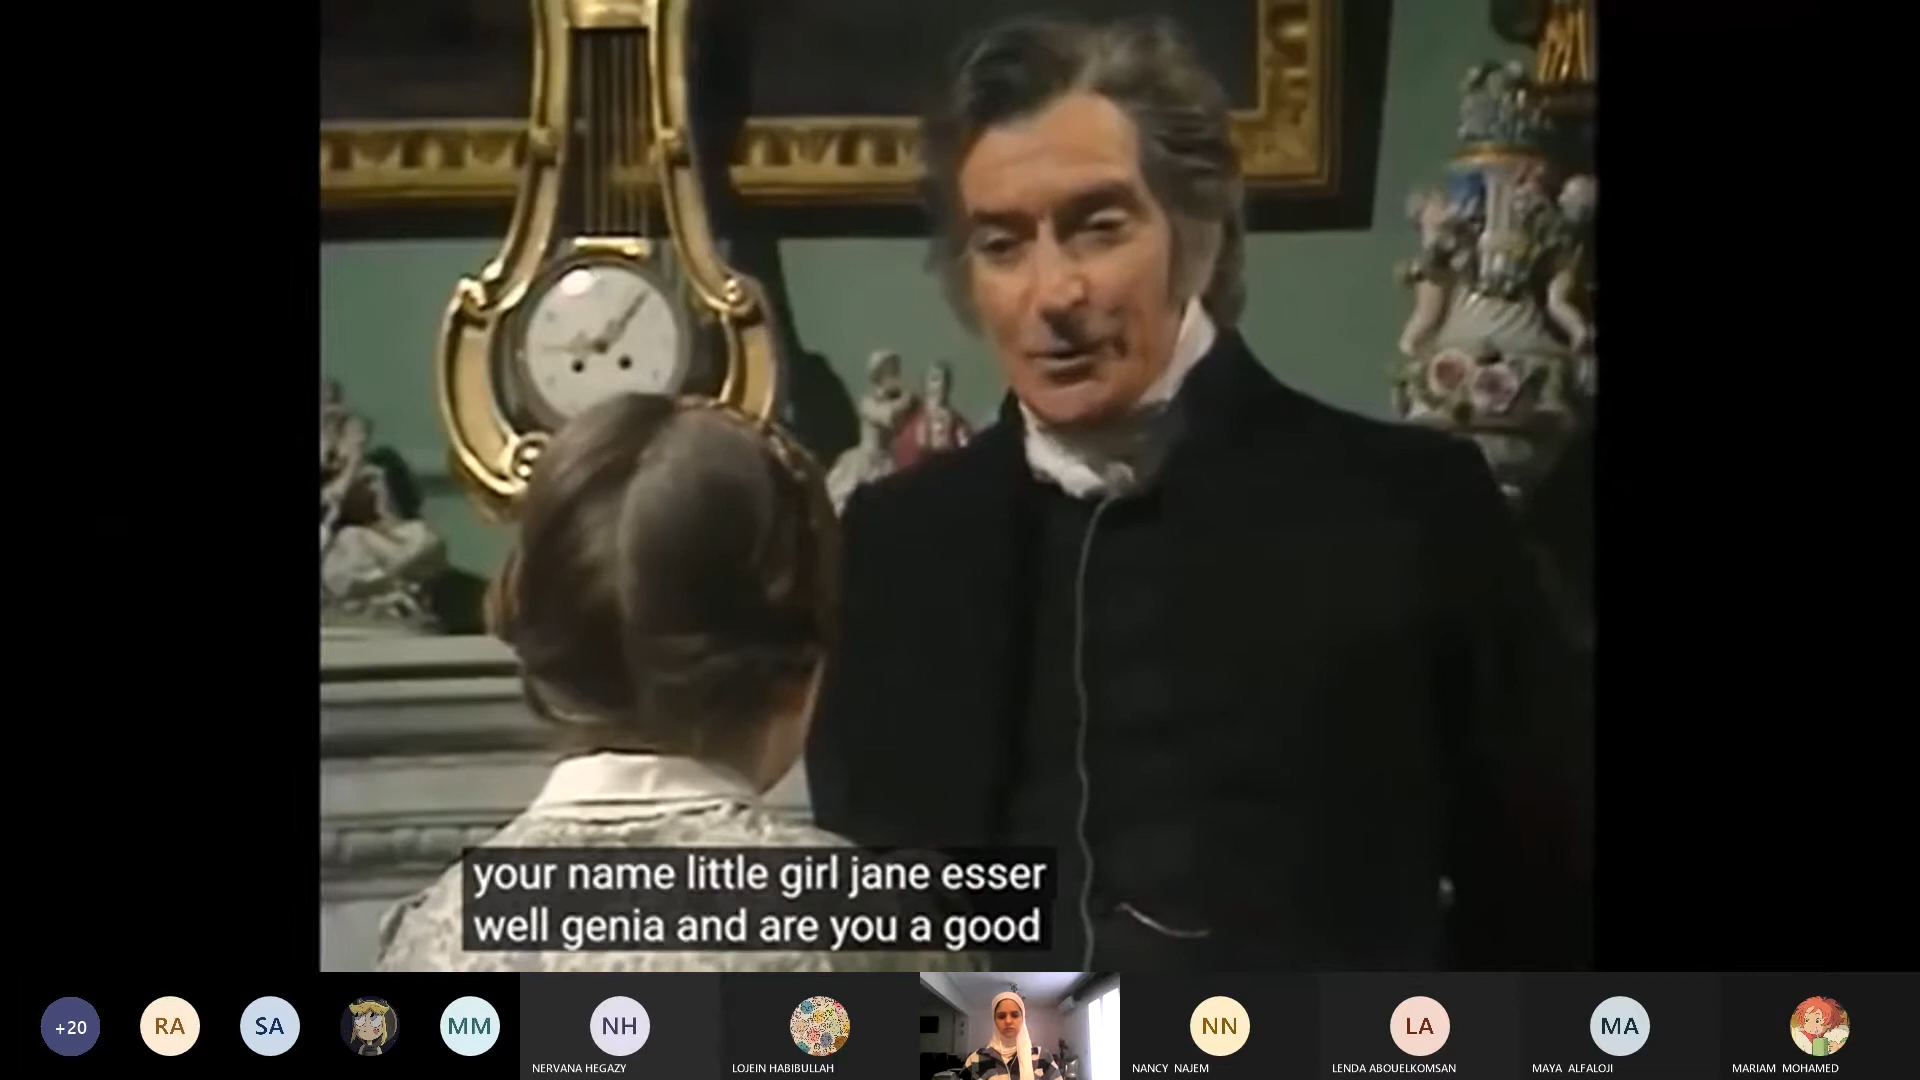 your name little girl jane esser
well genia and are you a good
+20
RA
SA
MM
NH
NN
LA
MA
NERVANA HEGAZY
LOJEIN HABIBULLAH
NANCY NAJEM
LENDA ABOUELKOMSAN
MAYA ALFALOJI
MARIAM MOHAMED